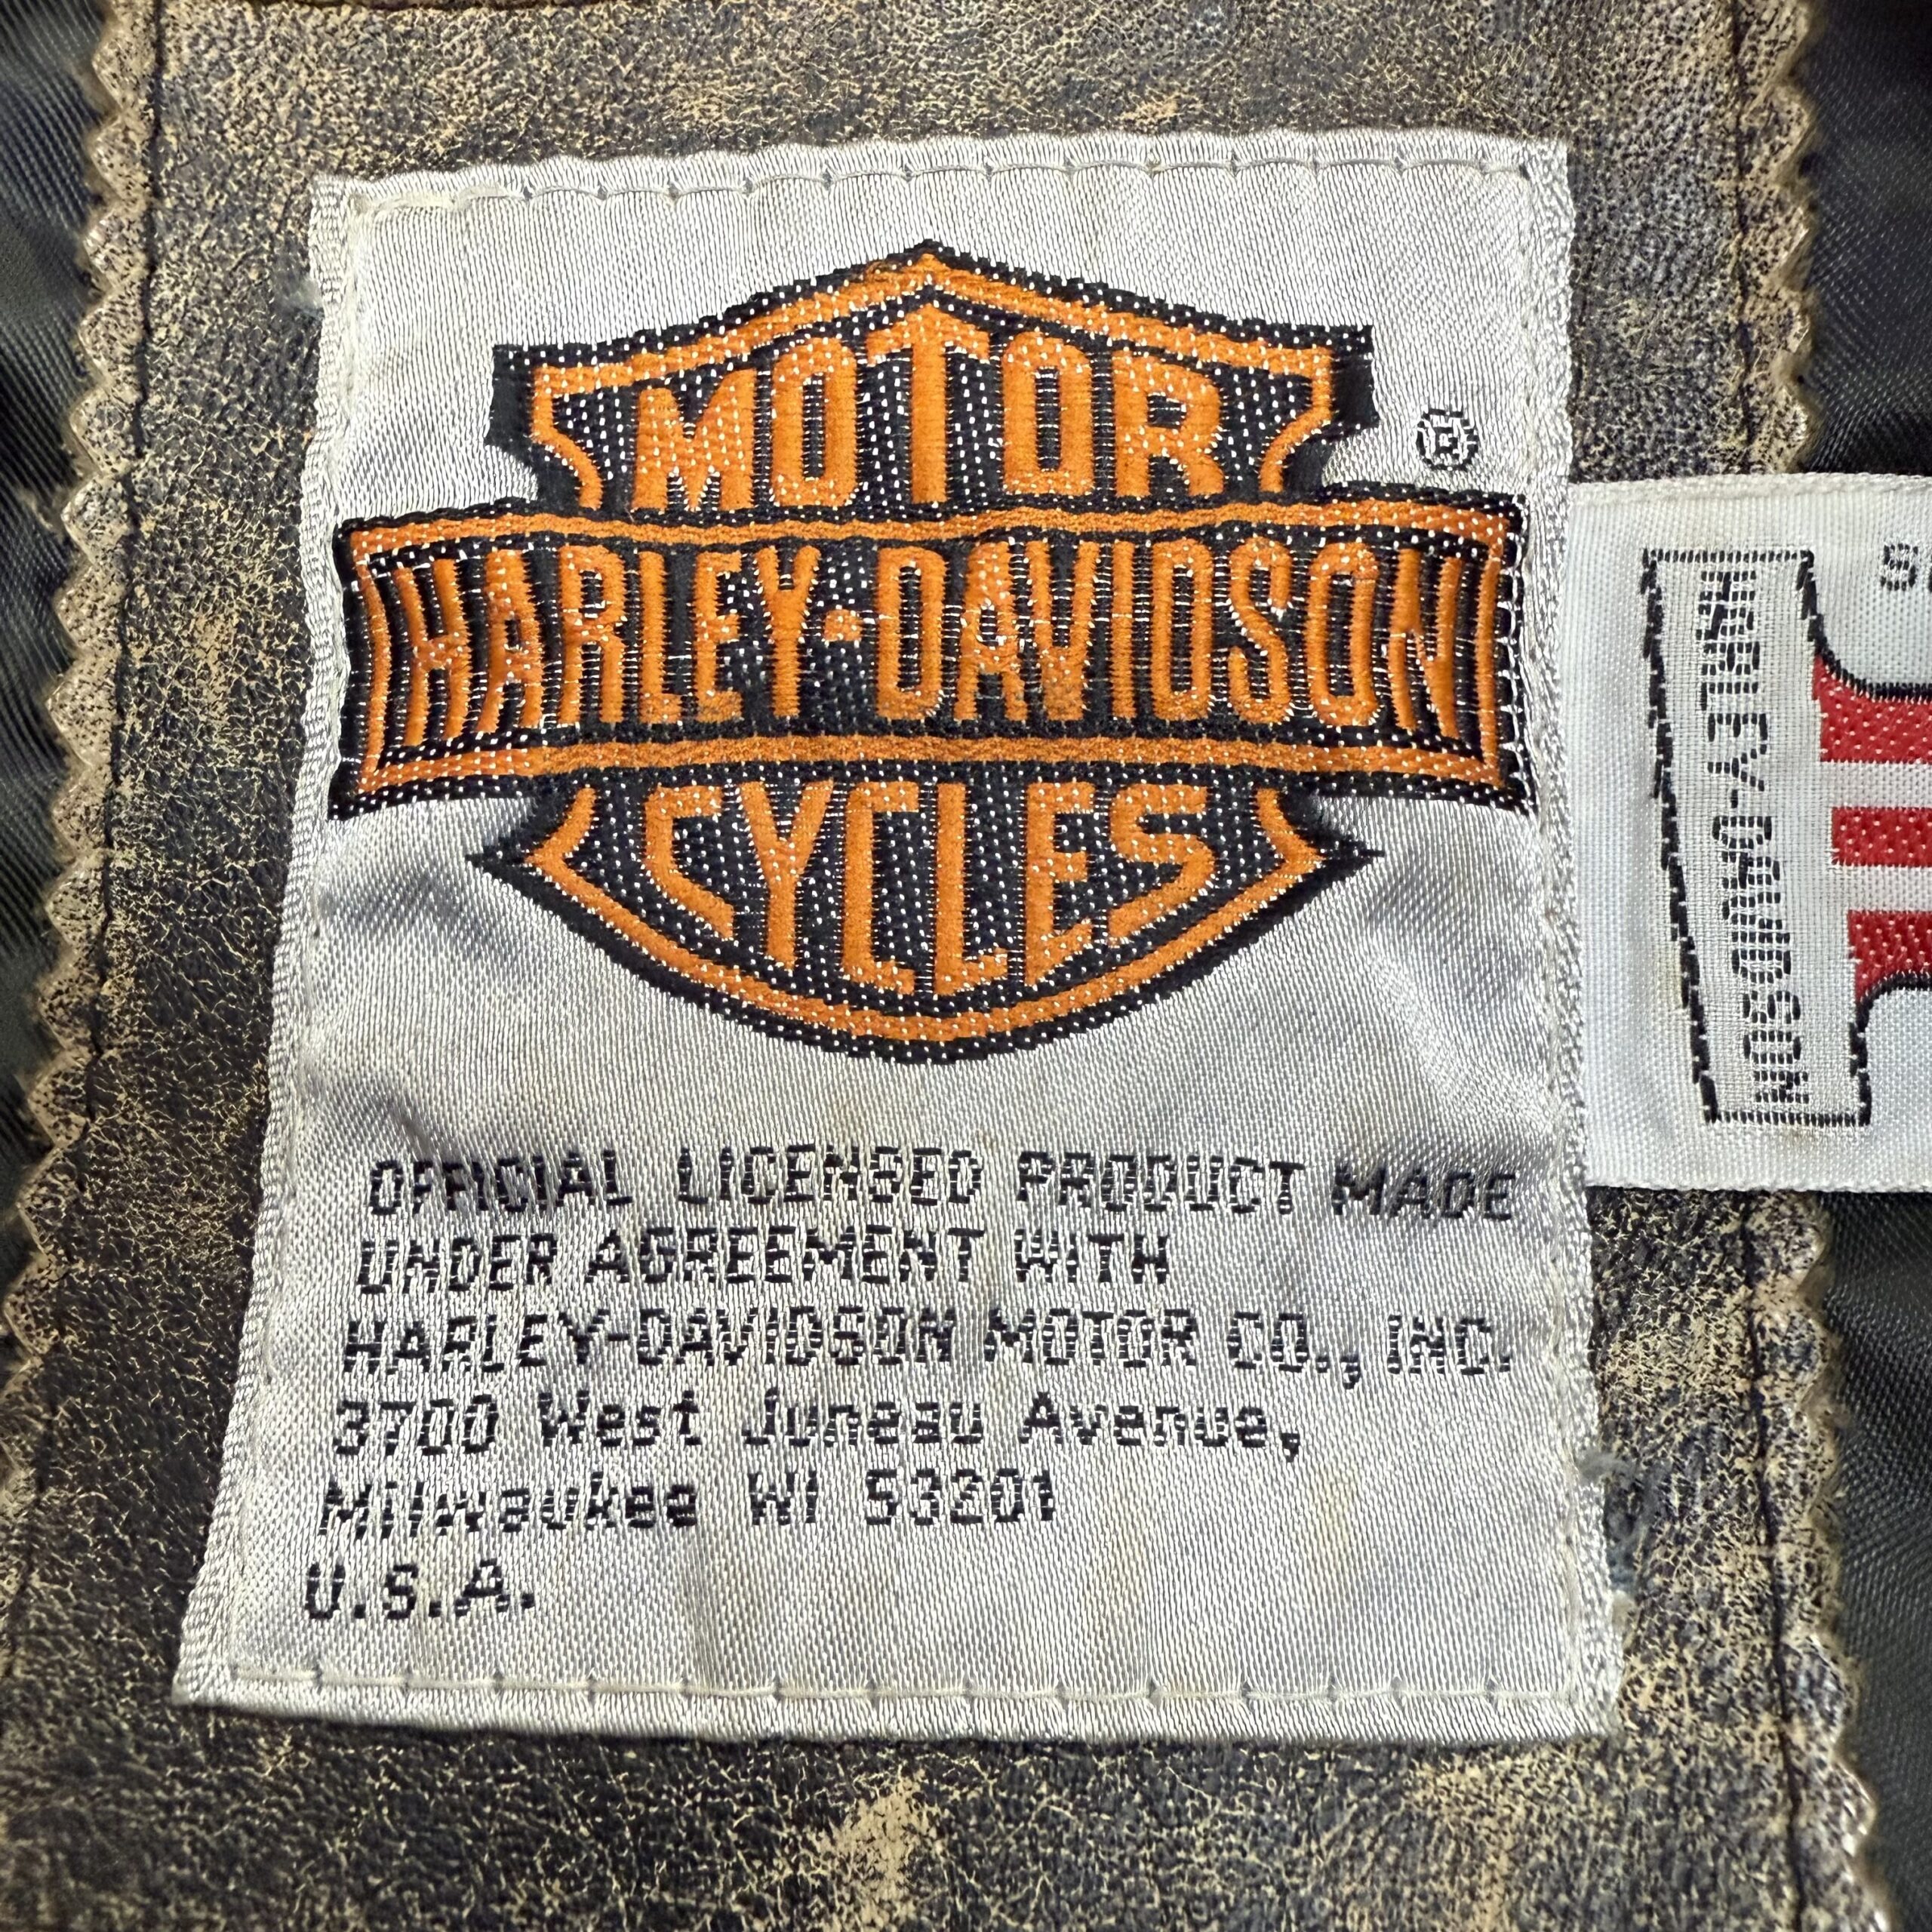 MOTOR
®
HARLEY-DAVIDSON
CYCLES
OFFICIAL LICENSED PRODUCT MADE
UNDER AGREEMENT WITH
HARLEY-DAVIDSON MOTOR CO., INC.
3700 West Juneau Avenue,
Milwaukee WI 53201
U.S.A.
HARLEY-DAVIDSON